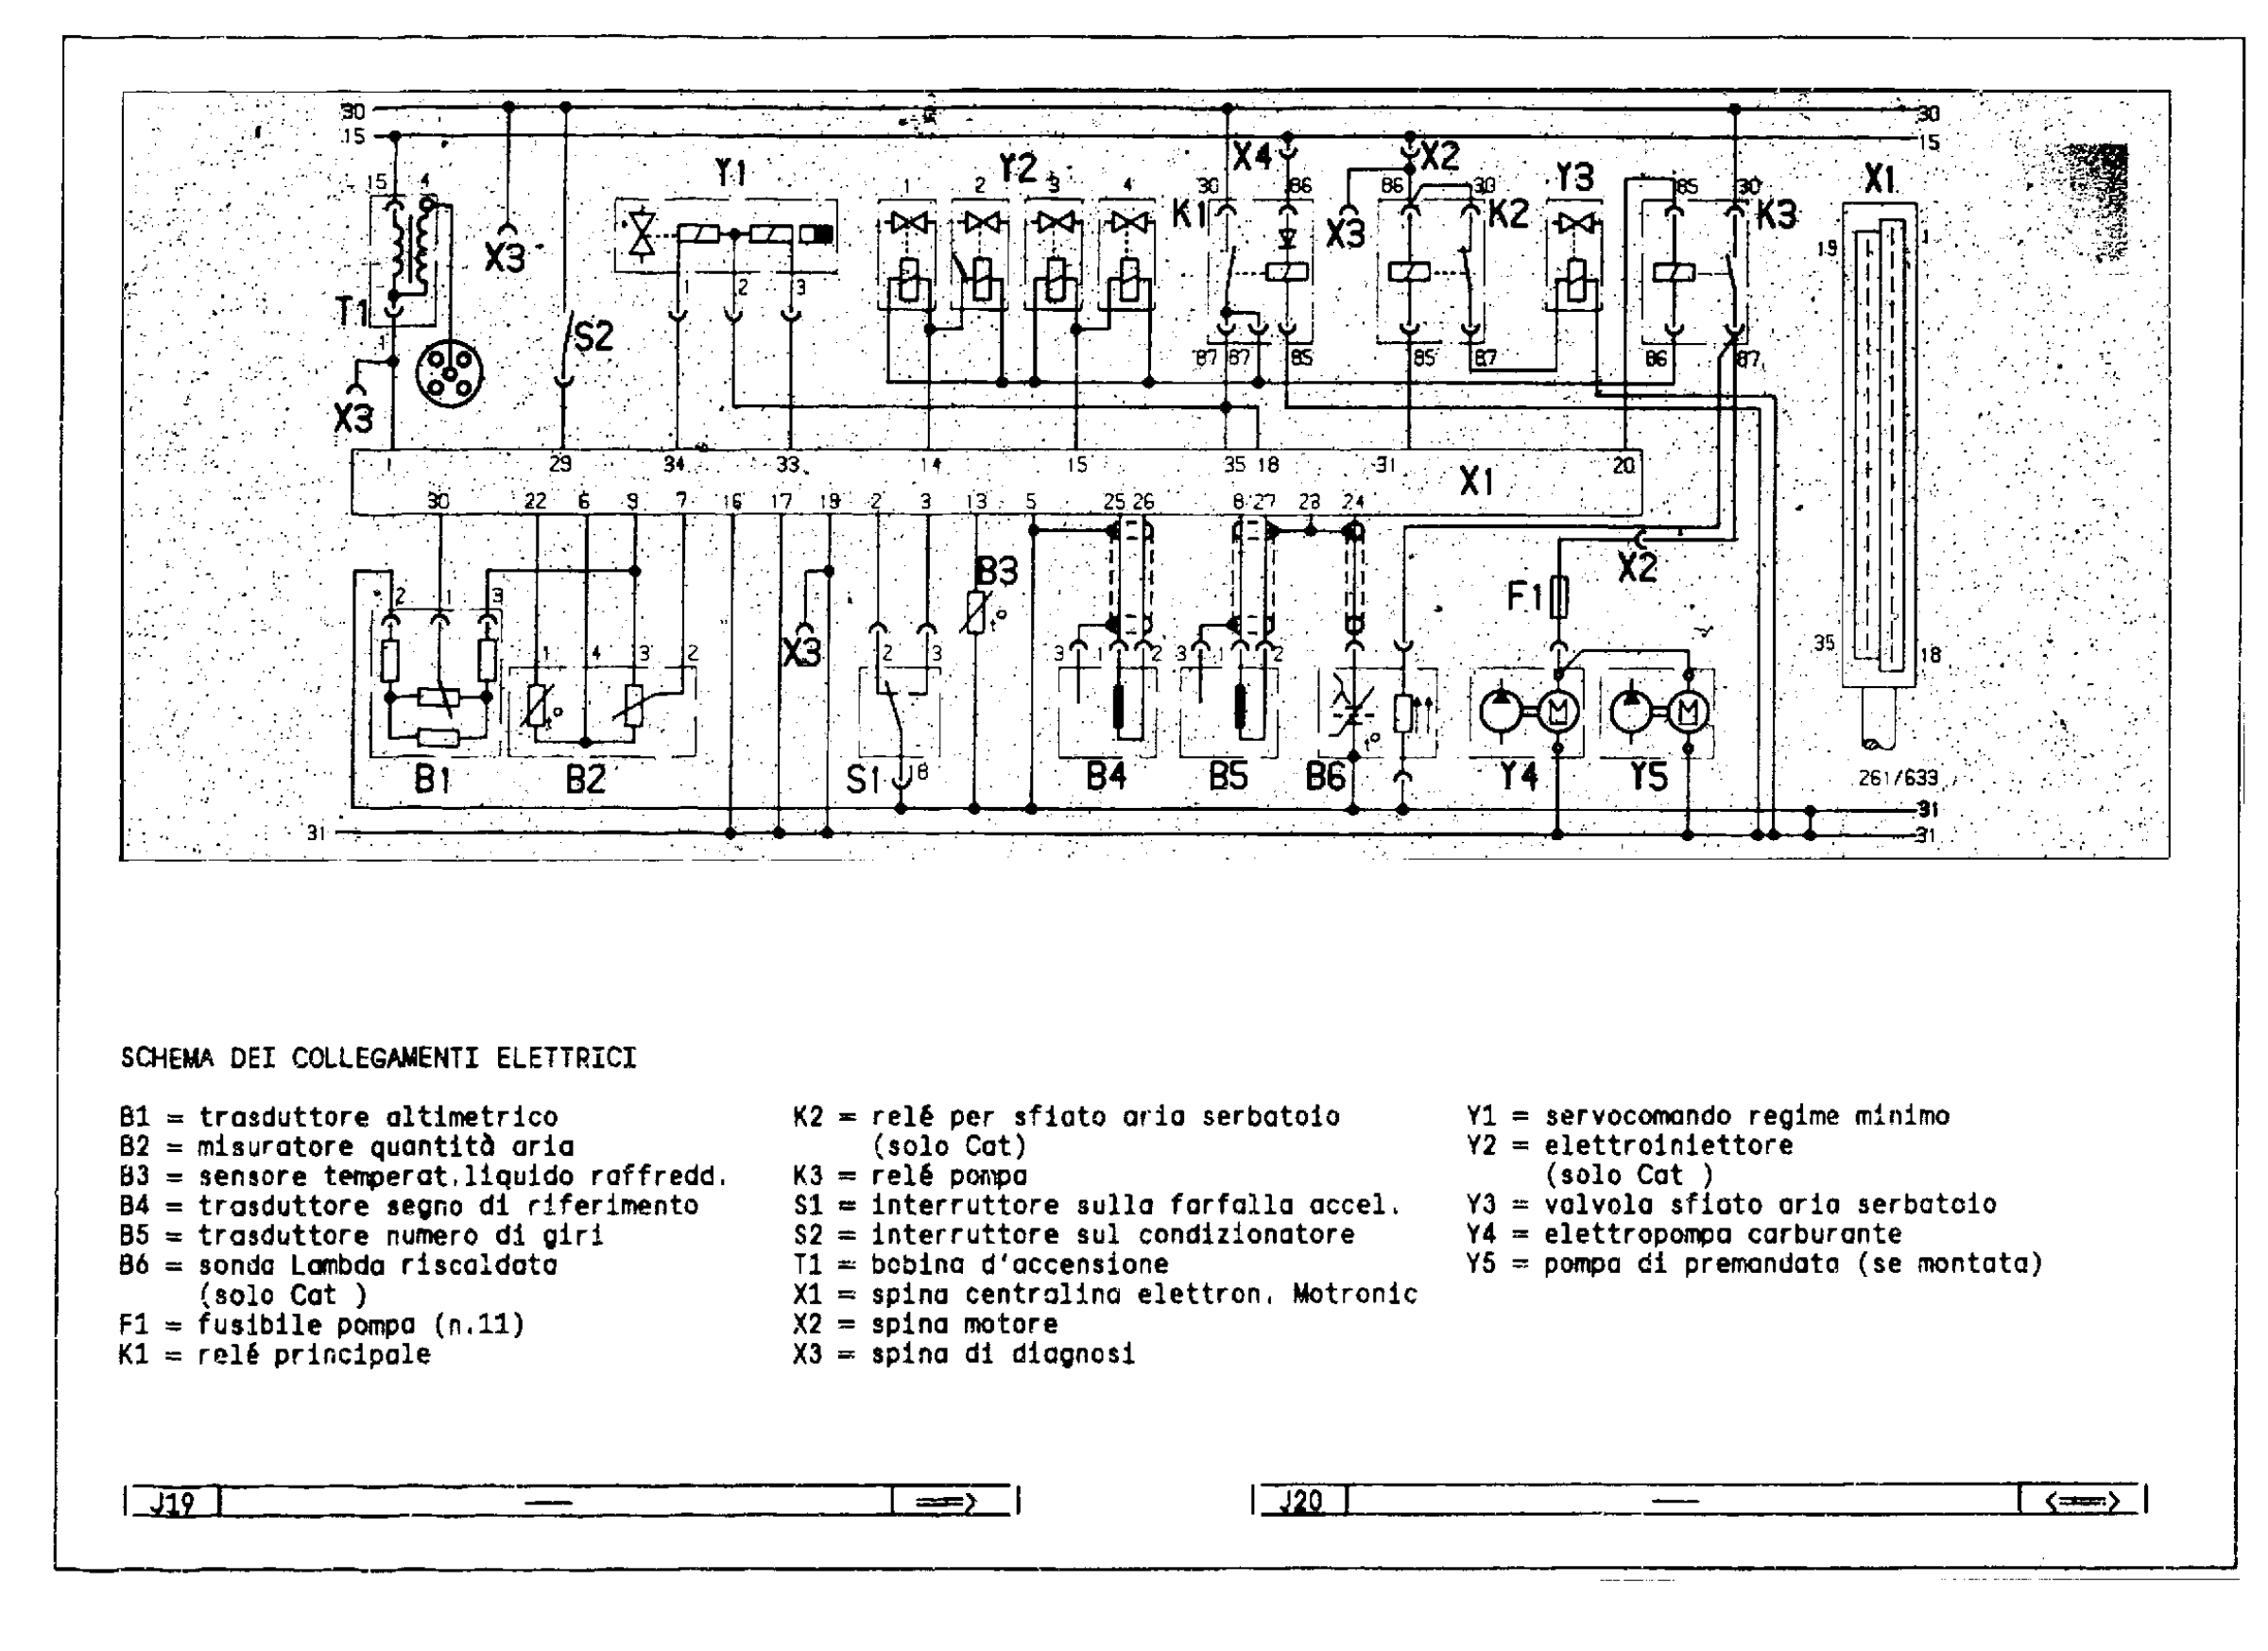 30
30
15
15
Y1
Y2
X4
X2
Y3
X1
15 4
1 2 3 4
30 86
86 30
85 30
K1
X3
K2
K3
X3
19 1
T1
1 2 3
S2
1
87 87 85
85 87
86 87
X3
1 29 34 33 14 15 35 18 31 20
X1
30 22 6 9 7 16 17 19 2 3 13 5 25 26 8 27 23 24
B3
X2
F1
2 1 3
X3
35 18
1 4 3 2
2 3
3 1 2
3 1 2
18
B1
B2
S1
B4
B5
B6
Y4
Y5
261/633
31
31
31
SCHEMA DEI COLLEGAMENTI ELETTRICI
B1 = trasduttore altimetrico
B2 = misuratore quantità aria
B3 = sensore temperat.liquido raffredd.
B4 = trasduttore segno di riferimento
B5 = trasduttore numero di giri
B6 = sonda Lambda riscaldata
(solo Cat )
F1 = fusibile pompa (n.11)
K1 = relé principale
K2 = relé per sfiato aria serbatoio
(solo Cat)
K3 = relé pompa
S1 = interruttore sulla farfalla accel.
S2 = interruttore sul condizionatore
T1 = bobina d'accensione
X1 = spina centralina elettron. Motronic
X2 = spina motore
X3 = spina di diagnosi
Y1 = servocomando regime minimo
Y2 = elettroiniettore
(solo Cat )
Y3 = valvola sfiato aria serbatoio
Y4 = elettropompa carburante
Y5 = pompa di premandata (se montata)
J19 — ===>
J20 — <===>